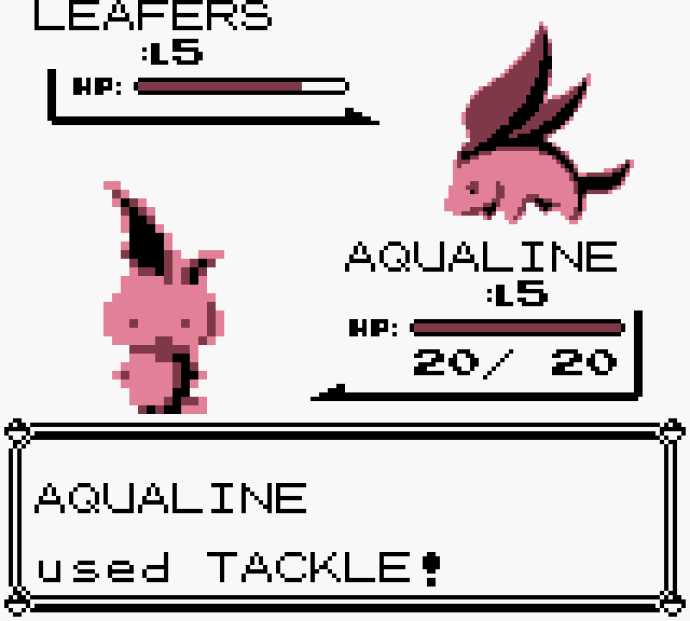 LEAFERS
:L5
HP:
AQUALINE
:L5
HP:
20/ 20
AQUALINE
used TACKLE!